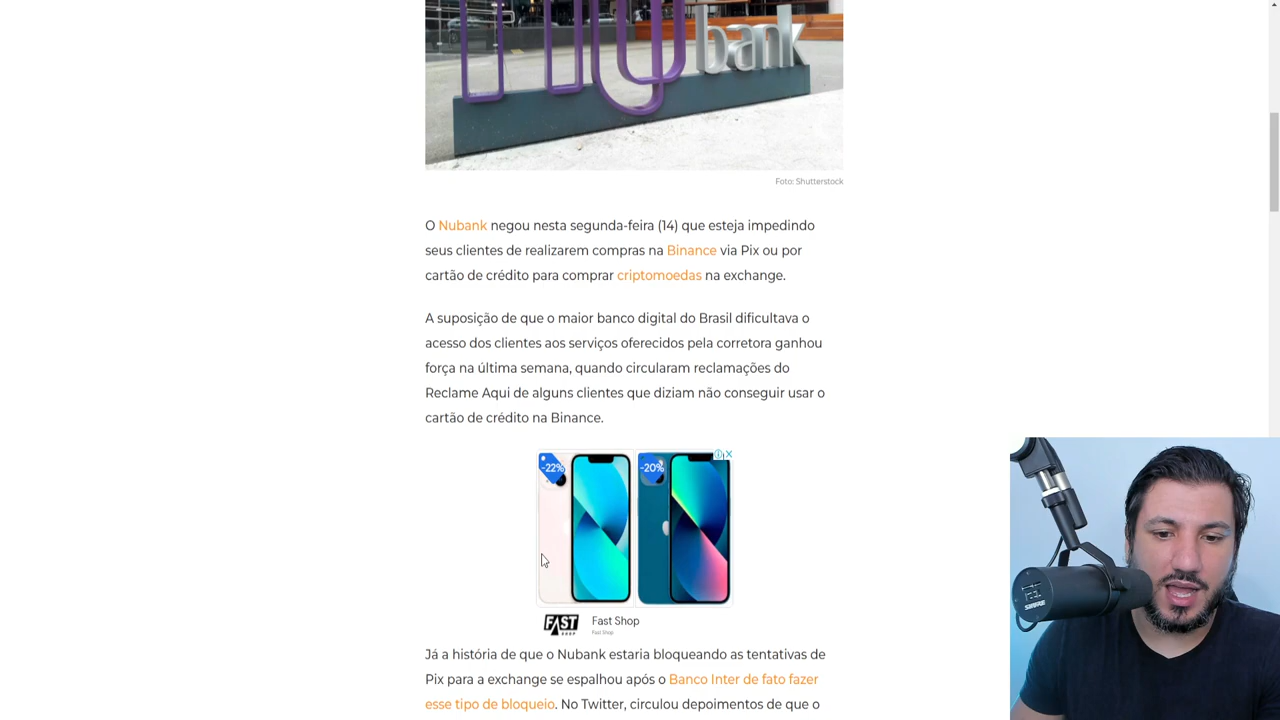 bank
Foto: Shutterstock
O Nubank negou nesta segunda-feira (14) que esteja impedindo
seus clientes de realizarem compras na Binance via Pix ou por
cartão de crédito para comprar criptomoedas na exchange.
A suposição de que o maior banco digital do Brasil dificultava o
acesso dos clientes aos serviços oferecidos pela corretora ganhou
força na última semana, quando circularam reclamações do
Reclame Aqui de alguns clientes que diziam não conseguir usar o
cartão de crédito na Binance.
-22%
-20%
FAST
SHOP
Fast Shop
Fast Shop
Já a história de que o Nubank estaria bloqueando as tentativas de
Pix para a exchange se espalhou após o Banco Inter de fato fazer
esse tipo de bloqueio. No Twitter, circulou depoimentos de que o
SHURE